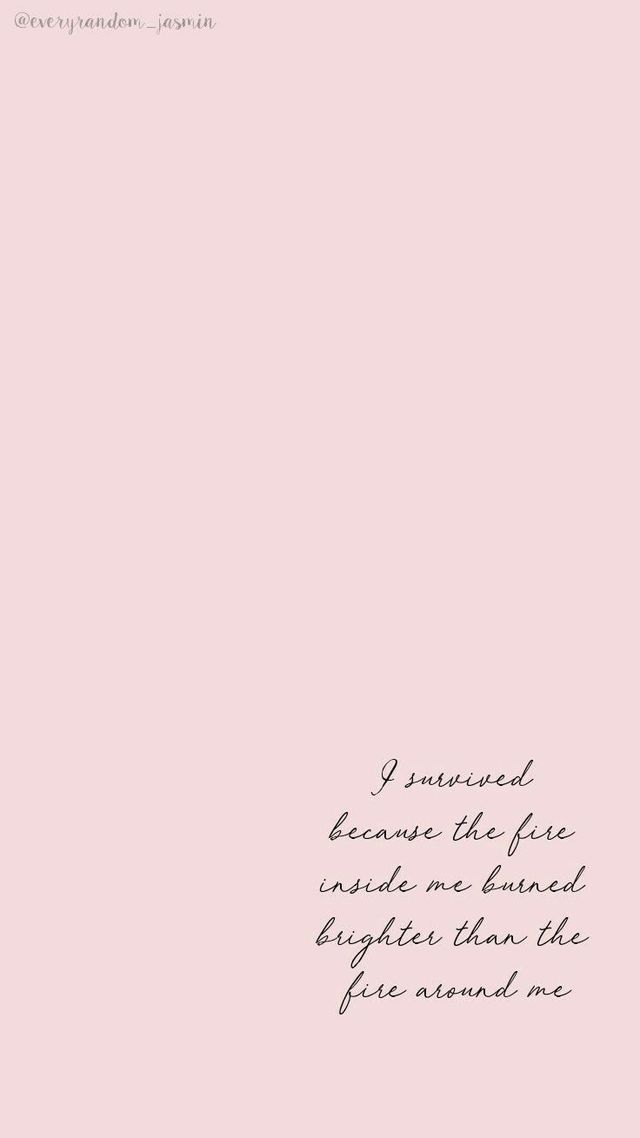 @everyrandom_jasmin
I survived
because the fire
inside me burned
brighter than the
fire around me